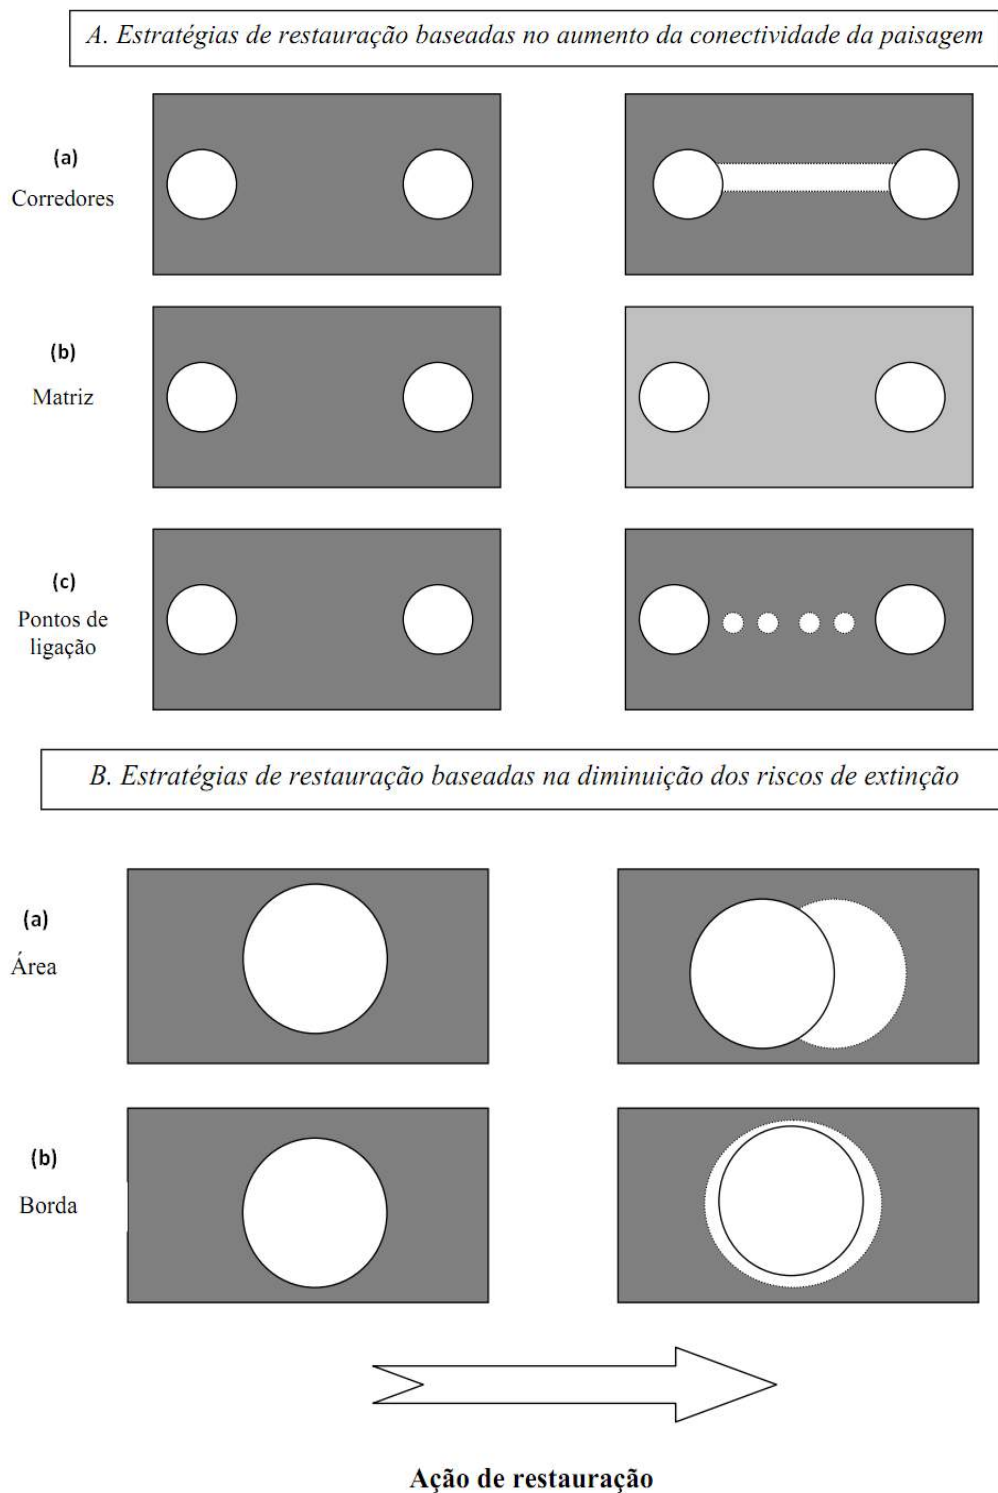 A. Estratégias de restauração baseadas no aumento da conectividade da paisagem
(a)
Corredores
(b)
Matriz
(c)
Pontos de
ligação
B. Estratégias de restauração baseadas na diminuição dos riscos de extinção
(a)
Área
(b)
Borda
Ação de restauração